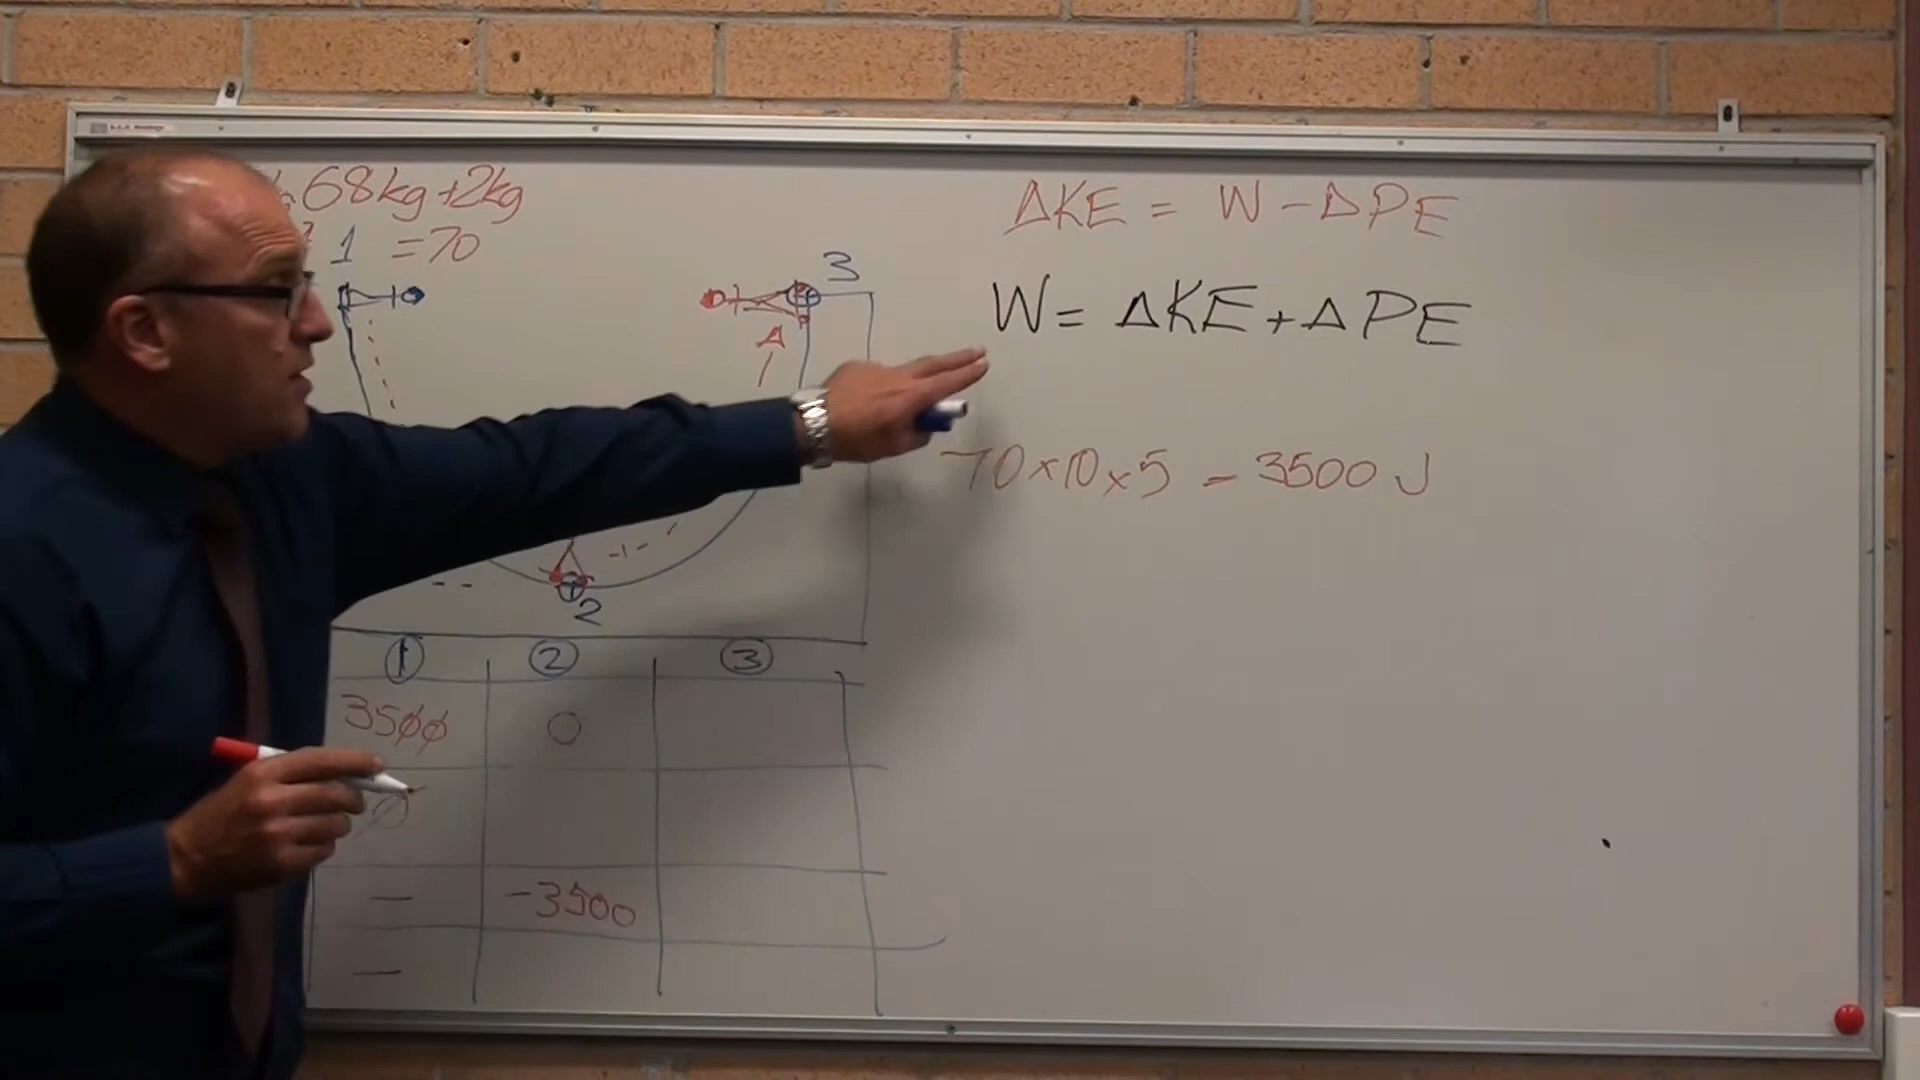 68kg+2kg
1 =70
3
2
① ② ③
3500 0
0
— -3500
—
ΔKE = W - ΔPE
W = ΔKE + ΔPE
70×10×5 = 3500 J